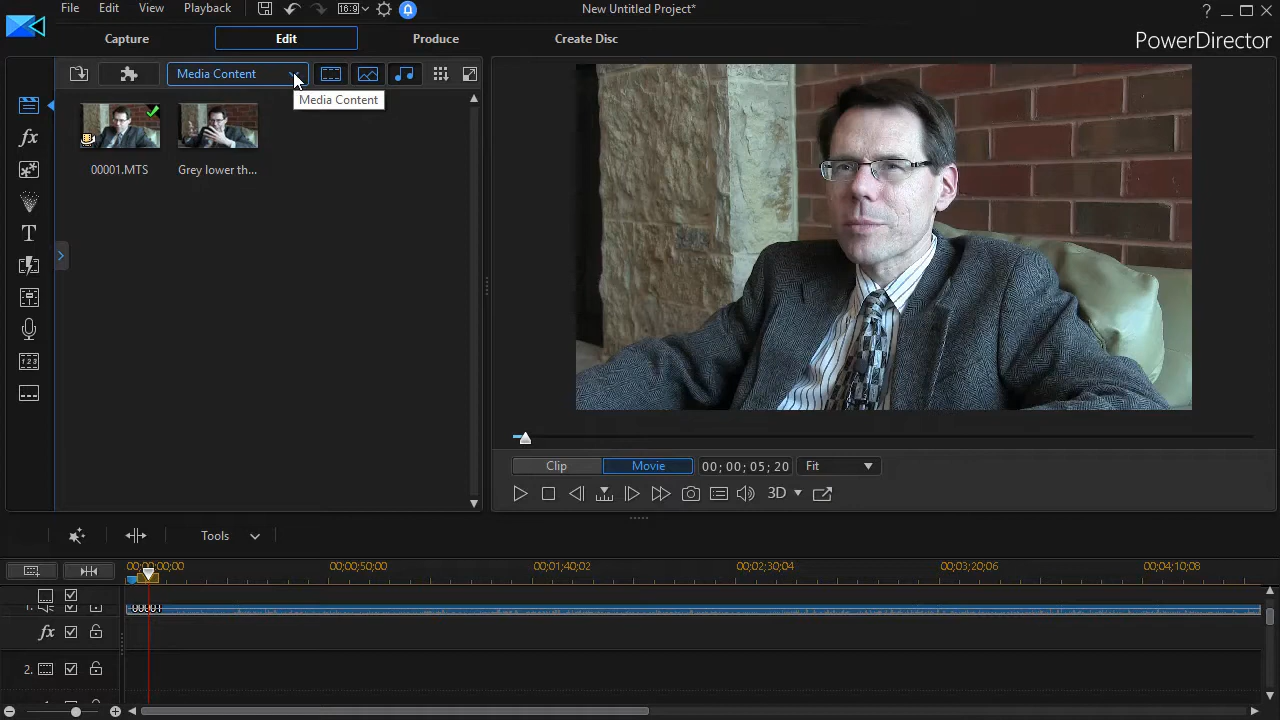 File Edit View Playback 16:9 New Untitled Project* ?
Capture Edit Produce Create Disc PowerDirector
Media Content
Media Content
00001.MTS Grey lower th...
fx
T
Clip Movie 00; 00; 05; 20 Fit
3D
Tools
00;00;00;00 00;00;50;00 00;01;40;02 00;02;30;04 00;03;20;06 00;04;10;08
1. 00001
fx
2.